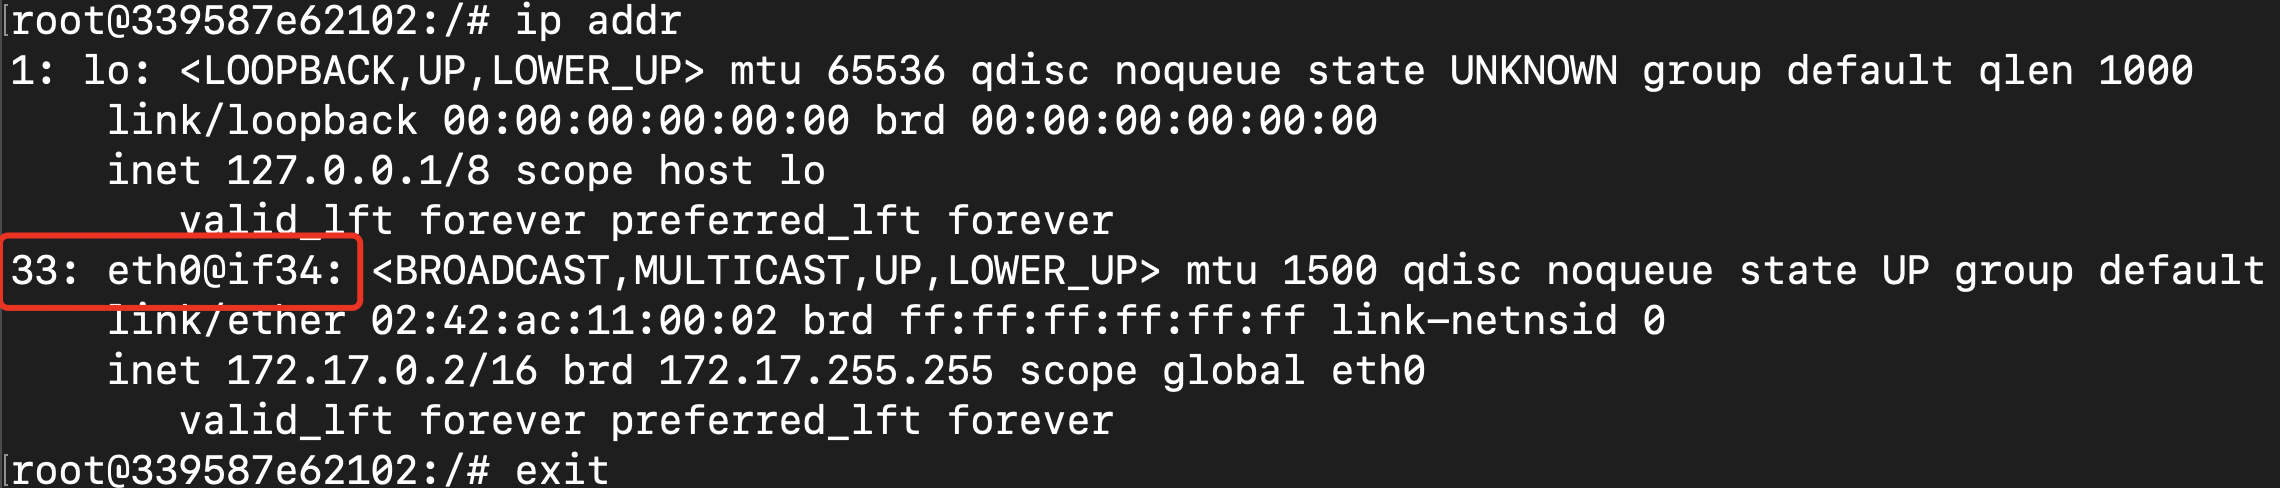 root@339587e62102:/# ip addr
1: lo: <LOOPBACK,UP,LOWER_UP> mtu 65536 qdisc noqueue state UNKNOWN group default qlen 1000
    link/loopback 00:00:00:00:00:00 brd 00:00:00:00:00:00
    inet 127.0.0.1/8 scope host lo
       valid_lft forever preferred_lft forever
33: eth0@if34: <BROADCAST,MULTICAST,UP,LOWER_UP> mtu 1500 qdisc noqueue state UP group default
    link/ether 02:42:ac:11:00:02 brd ff:ff:ff:ff:ff:ff link-netnsid 0
    inet 172.17.0.2/16 brd 172.17.255.255 scope global eth0
       valid_lft forever preferred_lft forever
root@339587e62102:/# exit